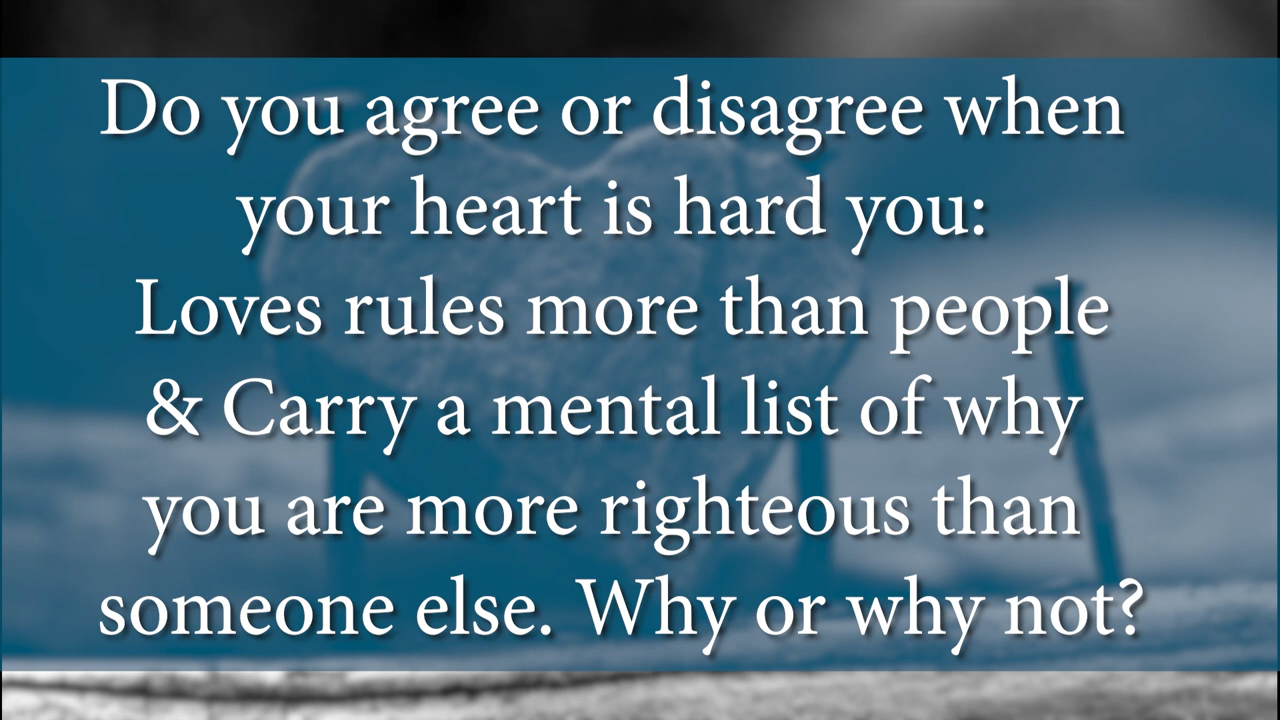 Do you agree or disagree when
your heart is hard you:
Loves rules more than people
& Carry a mental list of why
you are more righteous than
someone else. Why or why not?